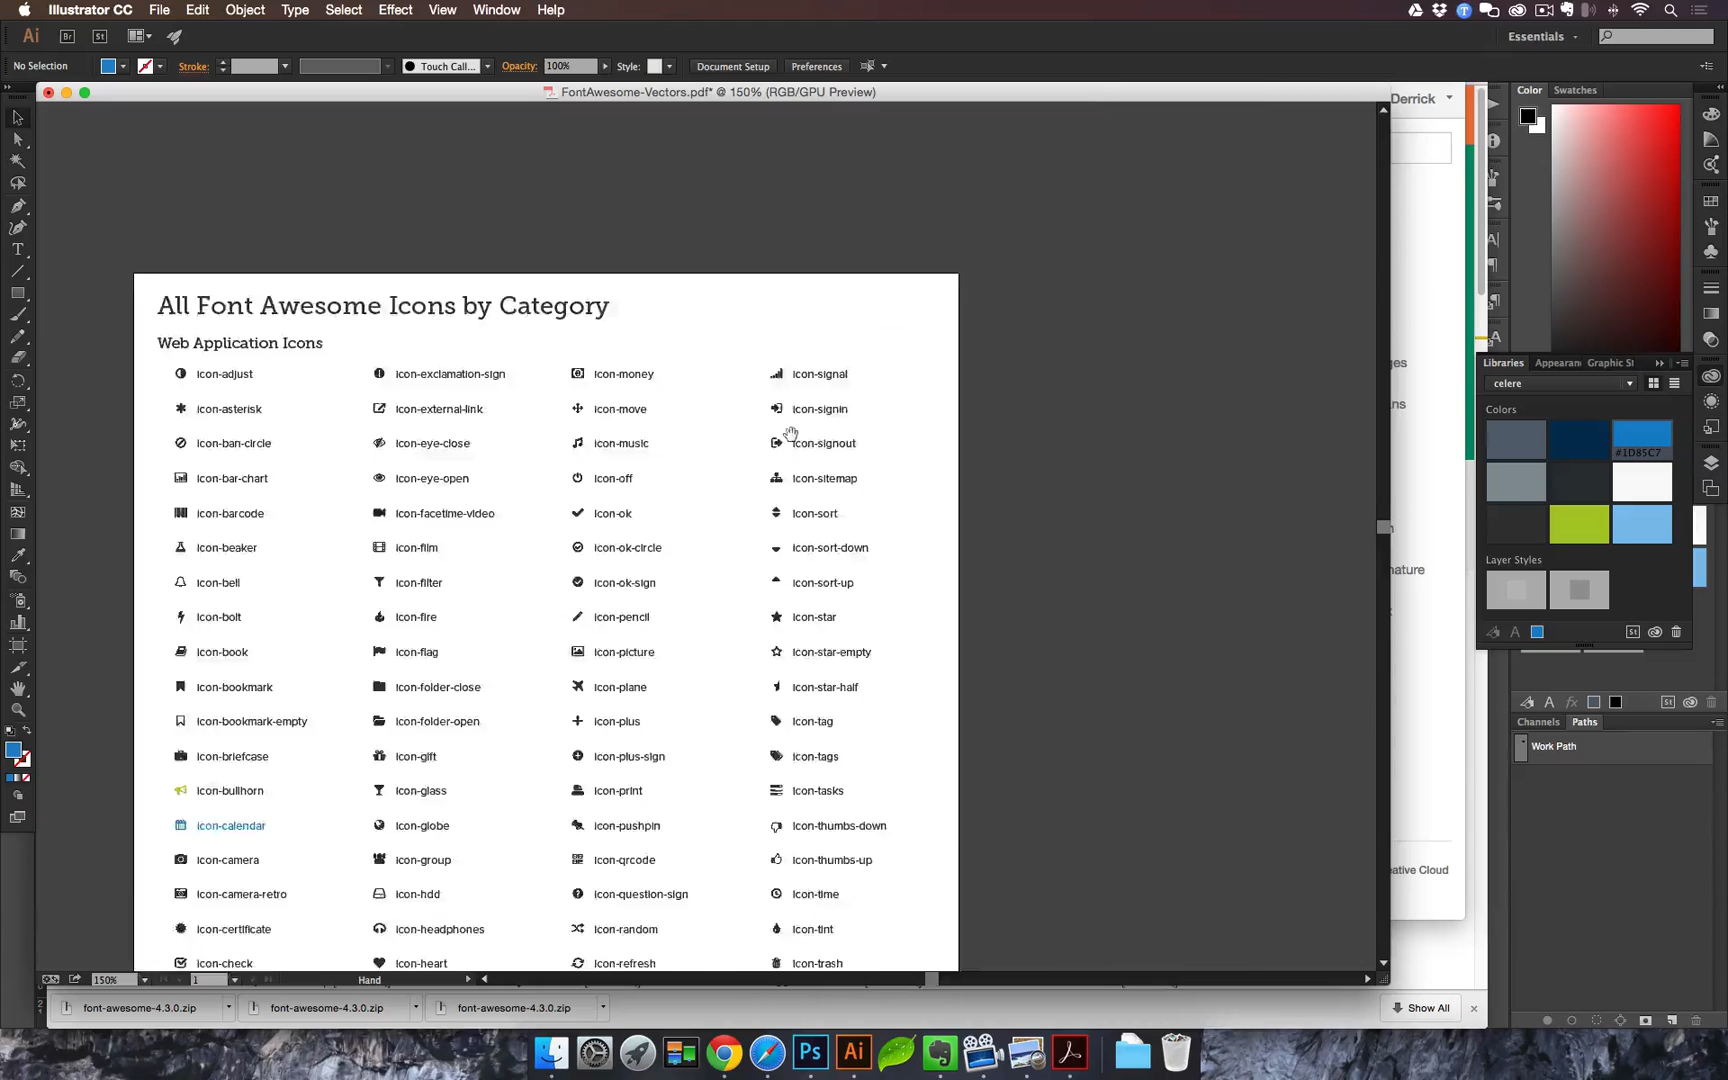 Illustrator CC File Edit Object Type Select Effect View Window Help
Ai Br St Essentials
No Selection Stroke: Touch Call... Opacity: 100% Style: Document Setup Preferences
FontAwesome-Vectors.pdf* @ 150% (RGB/GPU Preview)
Derrick
Color Swatches
All Font Awesome Icons by Category
Web Application Icons
icon-adjust icon-exclamation-sign icon-money icon-signal
icon-asterisk icon-external-link icon-move icon-signin
icon-ban-circle icon-eye-close icon-music icon-signout
icon-bar-chart icon-eye-open icon-off icon-sitemap
icon-barcode icon-facetime-video icon-ok icon-sort
icon-beaker icon-film icon-ok-circle icon-sort-down
icon-bell icon-filter icon-ok-sign icon-sort-up
icon-bolt icon-fire icon-pencil icon-star
icon-book icon-flag icon-picture icon-star-empty
icon-bookmark icon-folder-close icon-plane icon-star-half
icon-bookmark-empty icon-folder-open icon-plus icon-tag
icon-briefcase icon-gift icon-plus-sign icon-tags
icon-bullhorn icon-glass icon-print icon-tasks
icon-calendar icon-globe icon-pushpin icon-thumbs-down
icon-camera icon-group icon-qrcode icon-thumbs-up
icon-camera-retro icon-hdd icon-question-sign icon-time
icon-certificate icon-headphones icon-random icon-tint
icon-check icon-heart icon-refresh icon-trash
ges
ans
nature
eative Cloud
Libraries Appearan Graphic St
celere
Colors
#1D85C7
Layer Styles
St
St
Channels Paths
Work Path
150% 1 Hand
font-awesome-4.3.0.zip font-awesome-4.3.0.zip font-awesome-4.3.0.zip Show All
Ps Ai